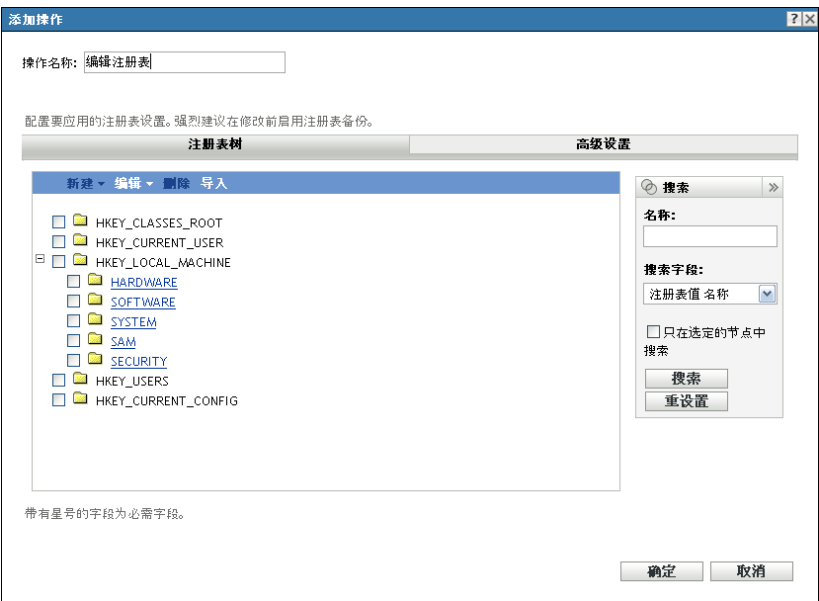 添加操作
操作名称: 编辑注册表
配置要应用的注册表设置。强烈建议在修改前启用注册表备份。
注册表树 高级设置
新建 编辑 删除 导入
HKEY_CLASSES_ROOT
HKEY_CURRENT_USER
HKEY_LOCAL_MACHINE
HARDWARE
SOFTWARE
SYSTEM
SAM
SECURITY
HKEY_USERS
HKEY_CURRENT_CONFIG
搜索
名称:
搜索字段:
注册表值 名称
只在选定的节点中
搜索
搜索
重设置
带有星号的字段为必需字段。
确定 取消